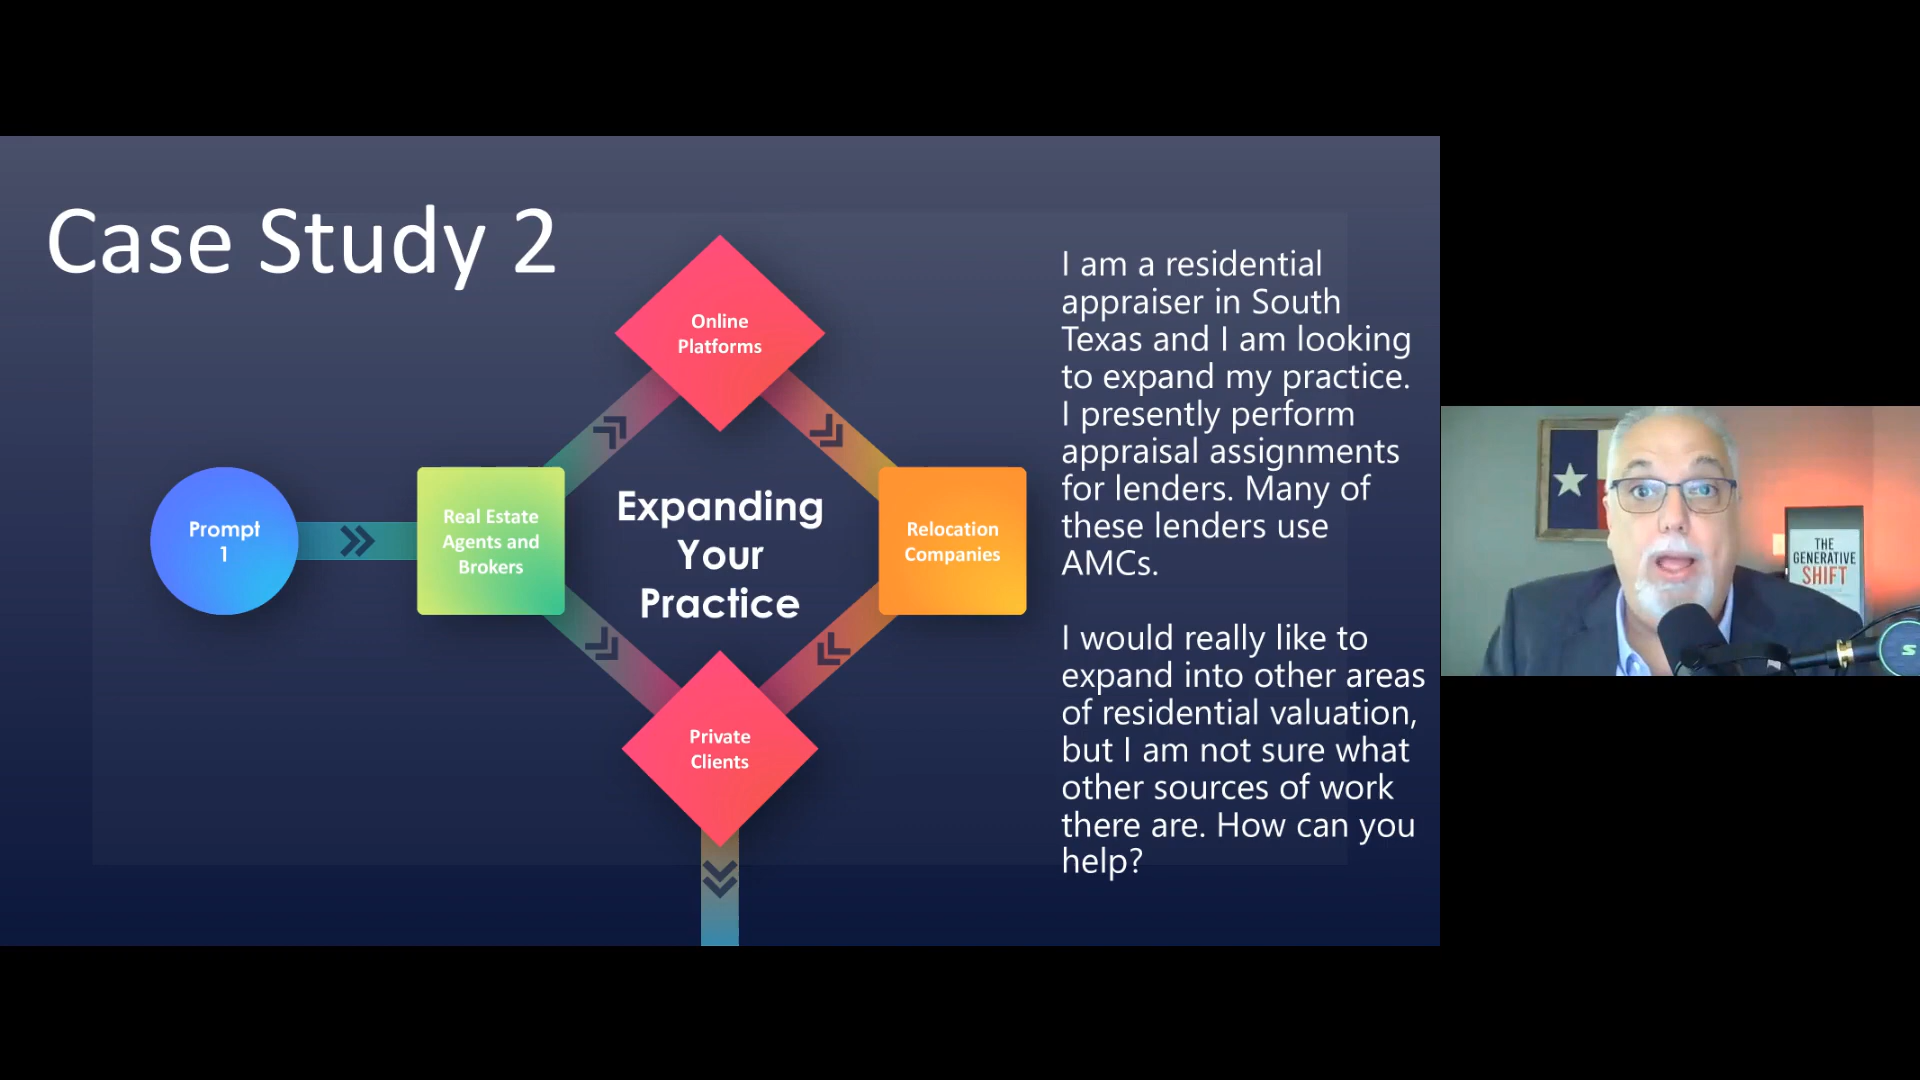 Case Study 2
Online
Platforms
Prompt
1
Real Estate
Agents and
Brokers
Expanding
Your
Practice
Relocation
Companies
Private
Clients
I am a residential
appraiser in South
Texas and I am looking
to expand my practice.
I presently perform
appraisal assignments
for lenders. Many of
these lenders use
AMCs.
I would really like to
expand into other areas
of residential valuation,
but I am not sure what
other sources of work
there are. How can you
help?
THE
GENERATIVE
SHIFT
S